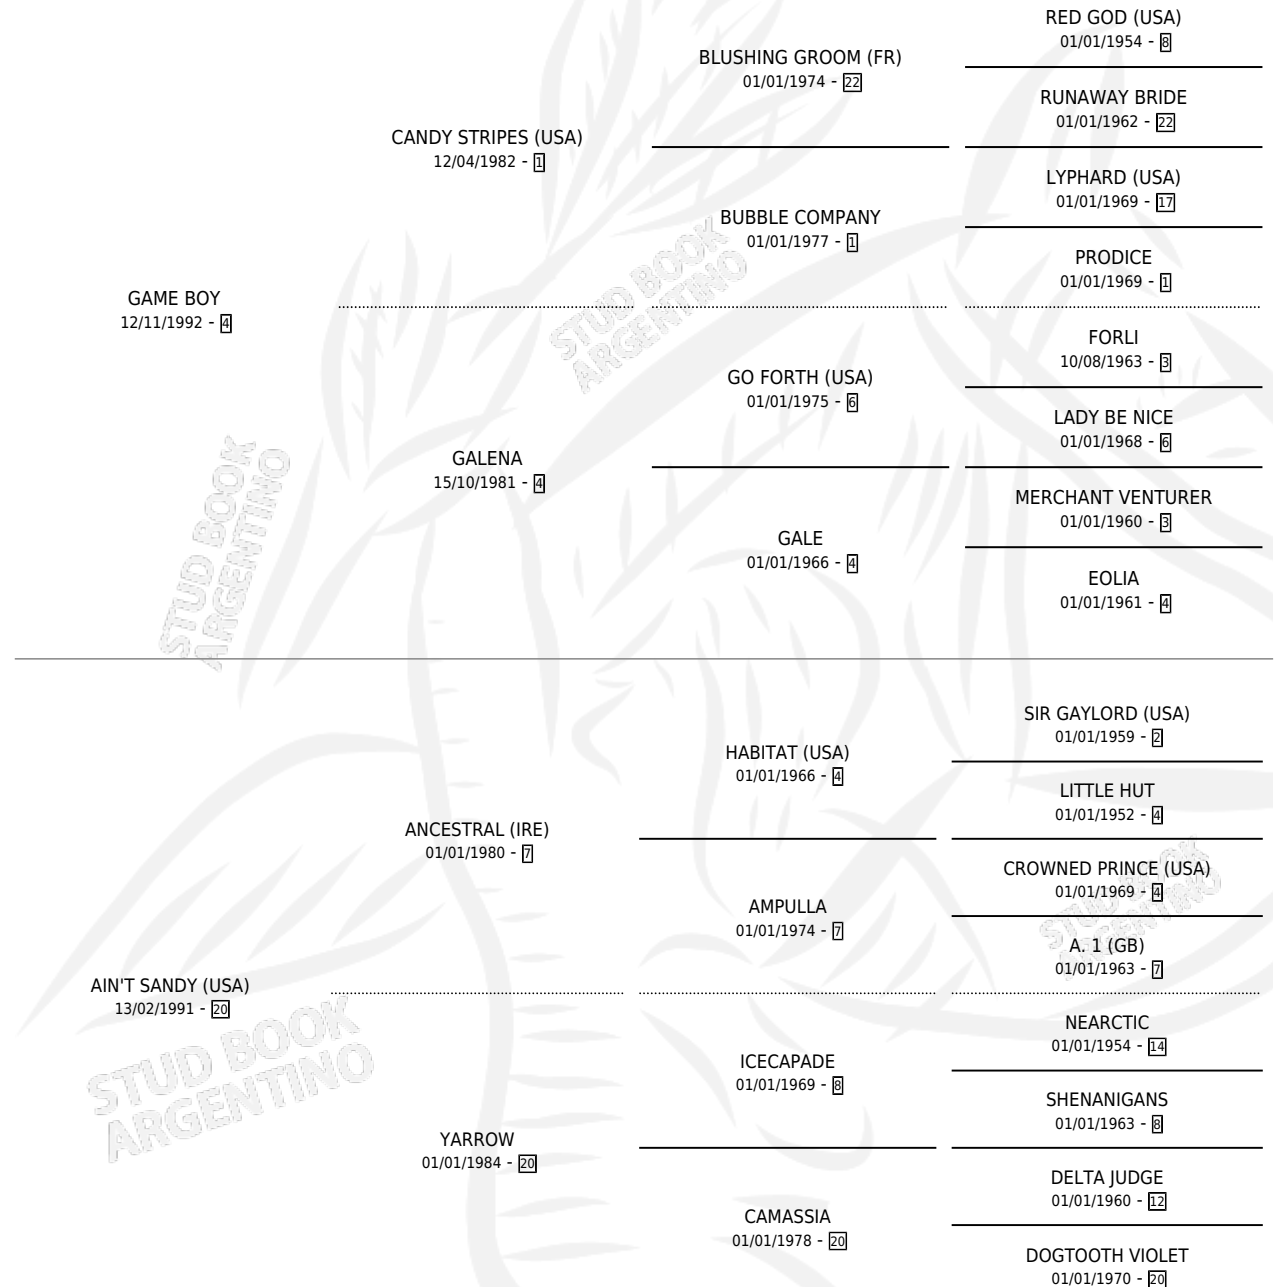 RED GOD (USA)
01/01/1954 - 8
BLUSHING GROOM (FR)
01/01/1974 - 22
RUNAWAY BRIDE
01/01/1962 - 22
CANDY STRIPES (USA)
12/04/1982 - 1
LYPHARD (USA)
01/01/1969 - 17
BUBBLE COMPANY
01/01/1977 - 1
PRODICE
01/01/1969 - 1
GAME BOY
12/11/1992 - 4
STUD BOOK
ARGENTINO
FORLI
10/08/1963 - 3
GO FORTH (USA)
01/01/1975 - 6
LADY BE NICE
01/01/1968 - 6
GALENA
15/10/1981 - 4
MERCHANT VENTURER
01/01/1960 - 3
GALE
01/01/1966 - 4
EOLIA
01/01/1961 - 4
STUD BOOK
ARGENTINO
SIR GAYLORD (USA)
01/01/1959 - 2
HABITAT (USA)
01/01/1966 - 4
LITTLE HUT
01/01/1952 - 4
ANCESTRAL (IRE)
01/01/1980 - 7
CROWNED PRINCE (USA)
01/01/1969 - 4
AMPULLA
01/01/1974 - 7
STUD BOOK
ARGENTINO
A. 1 (GB)
01/01/1963 - 7
AIN'T SANDY (USA)
13/02/1991 - 20
NEARCTIC
01/01/1954 - 14
ICECAPADE
01/01/1969 - 8
STUD BOOK
ARGENTINO
SHENANIGANS
01/01/1963 - 8
YARROW
01/01/1984 - 20
DELTA JUDGE
01/01/1960 - 12
CAMASSIA
01/01/1978 - 20
DOGTOOTH VIOLET
01/01/1970 - 20